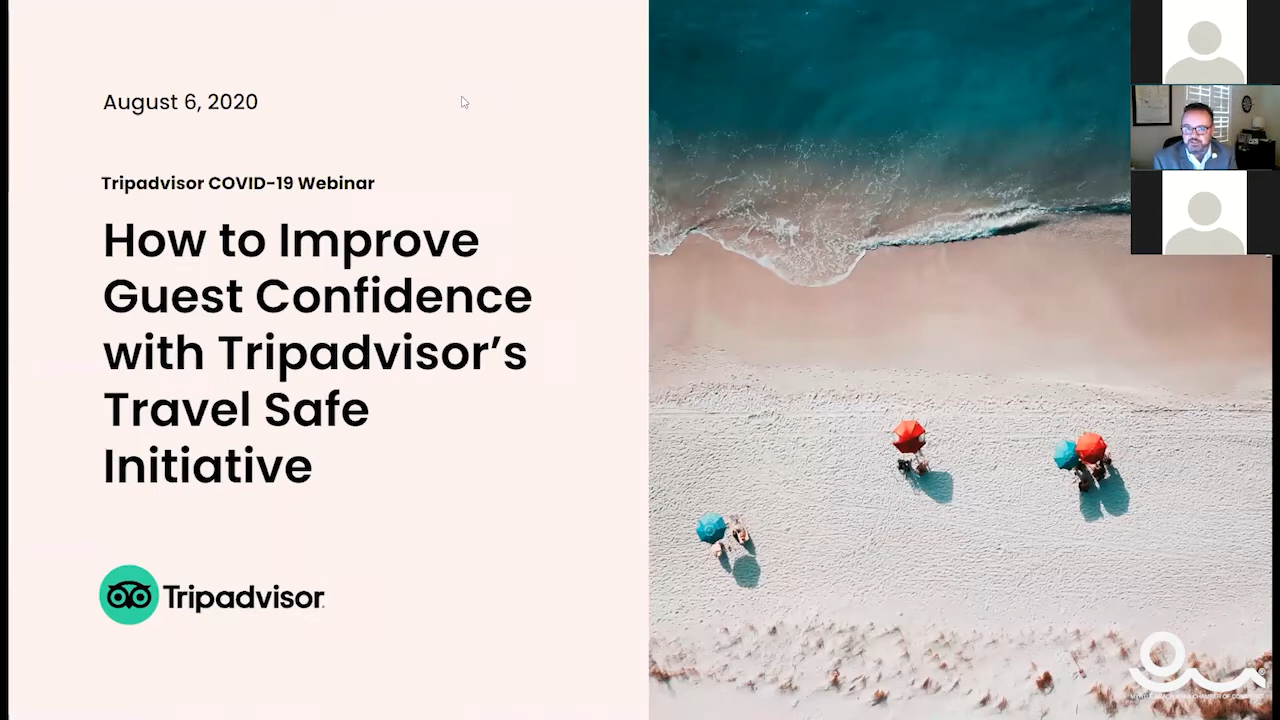 August 6, 2020
Tripadvisor COVID-19 Webinar
How to Improve
Guest Confidence
with Tripadvisor’s
Travel Safe
Initiative
Tripadvisor